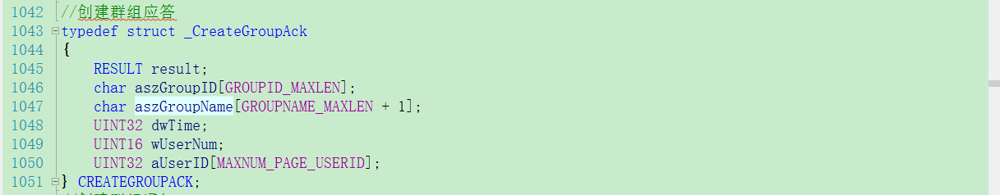 1042 //创建群组应答
1043 typedef struct _CreateGroupAck
1044 {
1045 RESULT result;
1046 char aszGroupID[GROUPID_MAXLEN];
1047 char aszGroupName[GROUPNAME_MAXLEN + 1];
1048 UINT32 dwTime;
1049 UINT16 wUserNum;
1050 UINT32 aUserID[MAXNUM_PAGE_USERID];
1051 } CREATEGROUPACK;